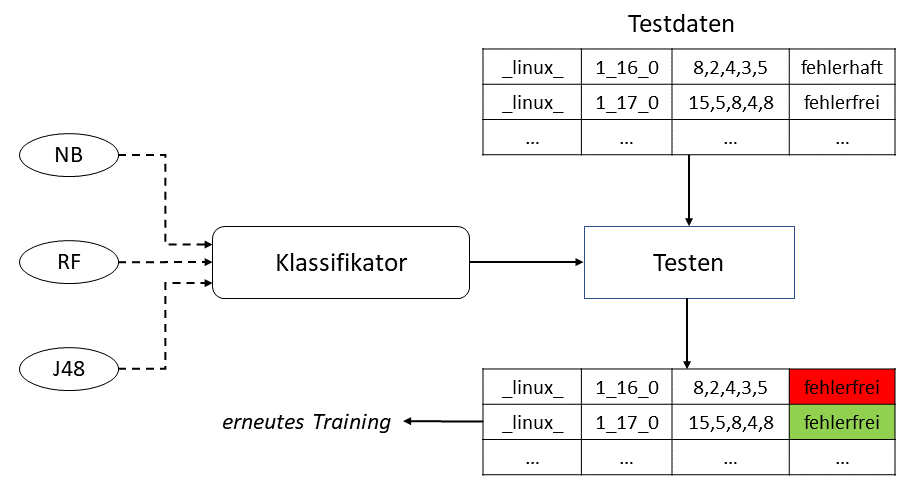 Testdaten
_linux_ 1_16_0 8,2,4,3,5 fehlerhaft
_linux_ 1_17_0 15,5,8,4,8 fehlerfrei
... ... ... ...
NB
RF
J48
Klassifikator
Testen
_linux_ 1_16_0 8,2,4,3,5 fehlerfrei
_linux_ 1_17_0 15,5,8,4,8 fehlerfrei
... ... ... ...
erneutes Training